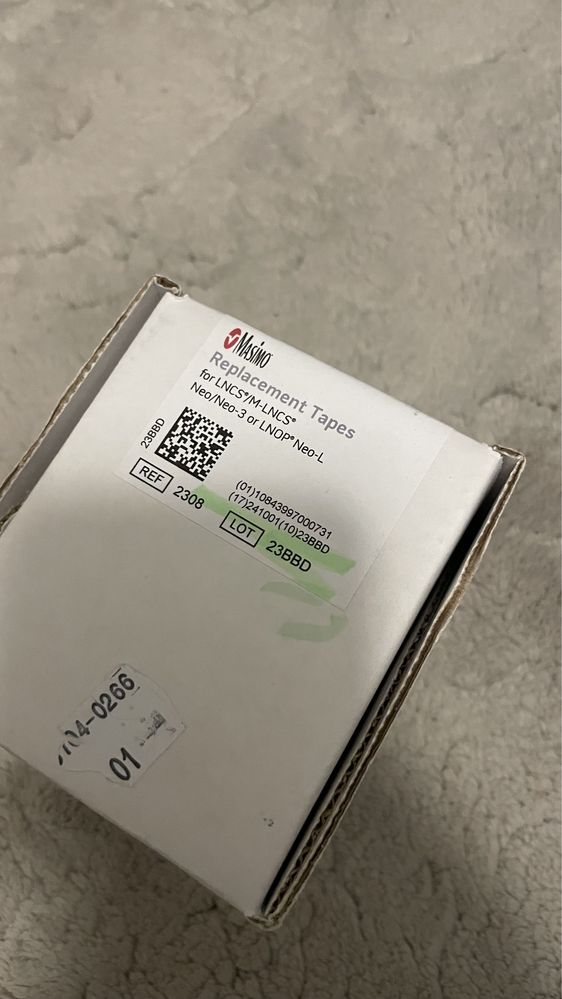 Masimo®
Replacement Tapes
for LNCS®/M-LNCS®
Neo/Neo-3 or LNOP® Neo-L
23BBD
(01)10843997000731
(17)241001(10)23BBD
REF 2308
LOT 23BBD
104-0266
01